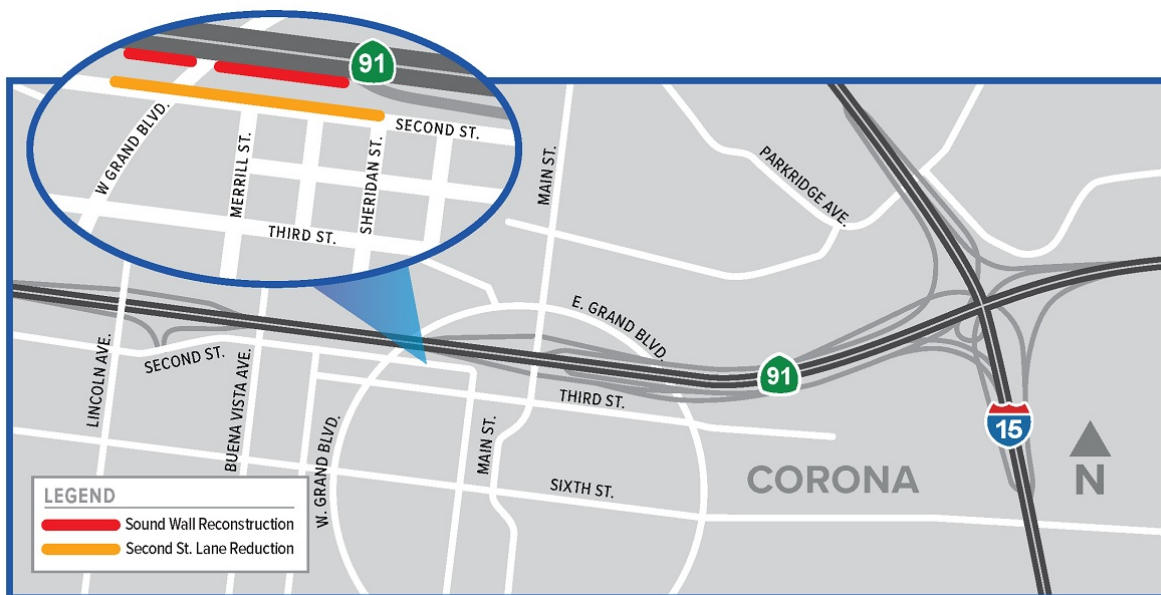 91
W GRAND BLVD.
MERRILL ST.
SHERIDAN ST.
SECOND ST.
THIRD ST.
MAIN ST.
PARKRIDGE AVE.
E. GRAND BLVD.
91
SECOND ST.
LINCOLN AVE.
BUENA VISTA AVE.
W. GRAND BLVD.
THIRD ST.
MAIN ST.
SIXTH ST.
15
CORONA
N
LEGEND
Sound Wall Reconstruction
Second St. Lane Reduction